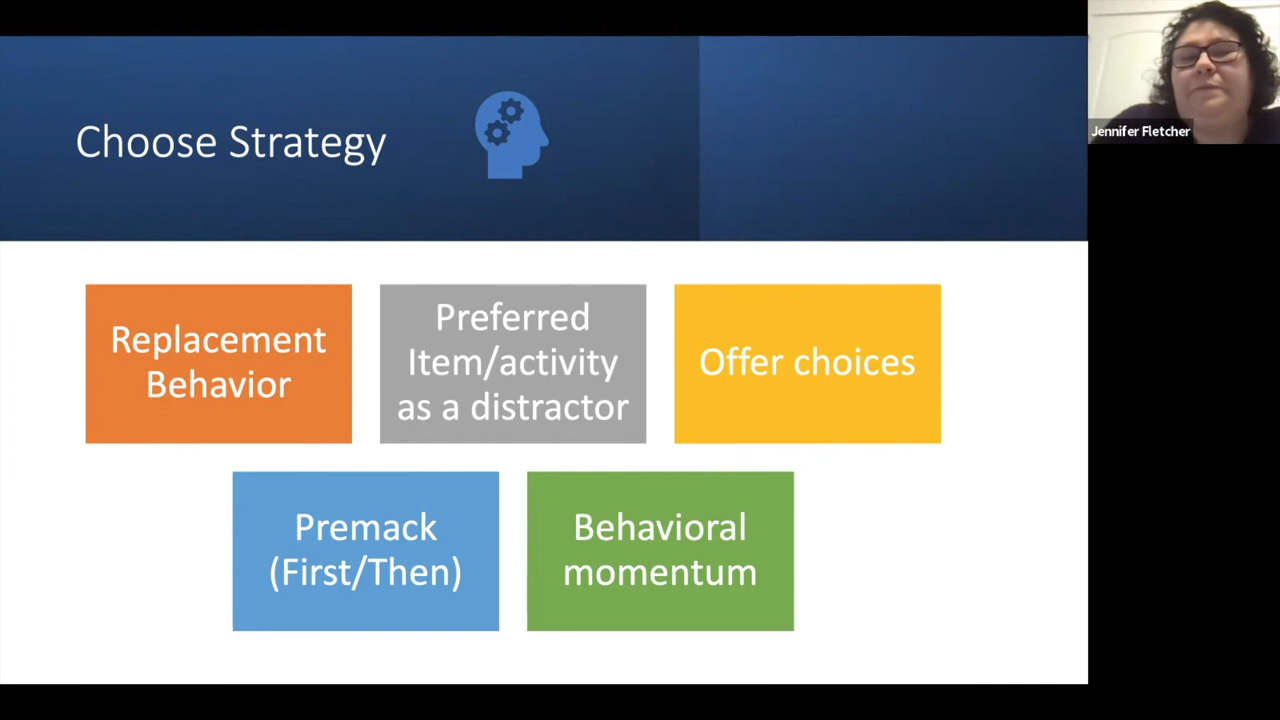 Choose Strategy
Jennifer Fletcher
Replacement
Behavior
Preferred
Item/activity
as a distractor
Offer choices
Premack
(First/Then)
Behavioral
momentum